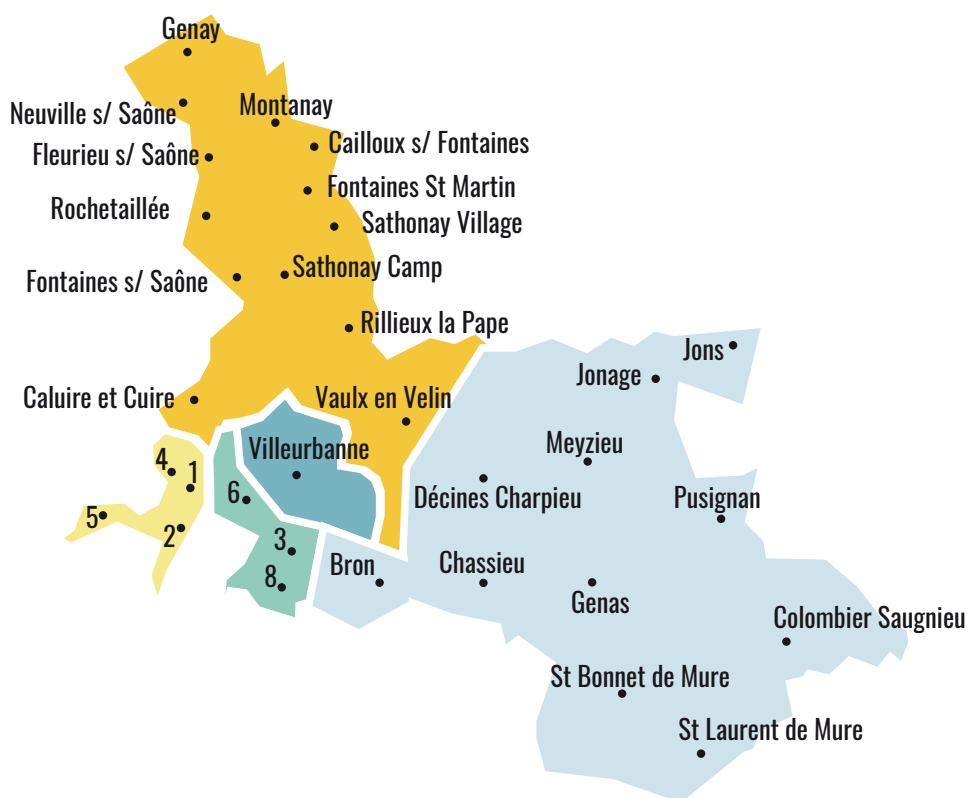 Genay
Neuville s/ Saône
Montanay
Cailloux s/ Fontaines
Fleurieu s/ Saône
Fontaines St Martin
Rochetaillée
Sathonay Village
Sathonay Camp
Fontaines s/ Saône
Rillieux la Pape
Jons
Jonage
Caluire et Cuire
Vaulx en Velin
Villeurbanne
Meyzieu
4
1
6
Décines Charpieu
Pusignan
5
2
3
Bron
Chassieu
8
Genas
Colombier Saugnieu
St Bonnet de Mure
St Laurent de Mure